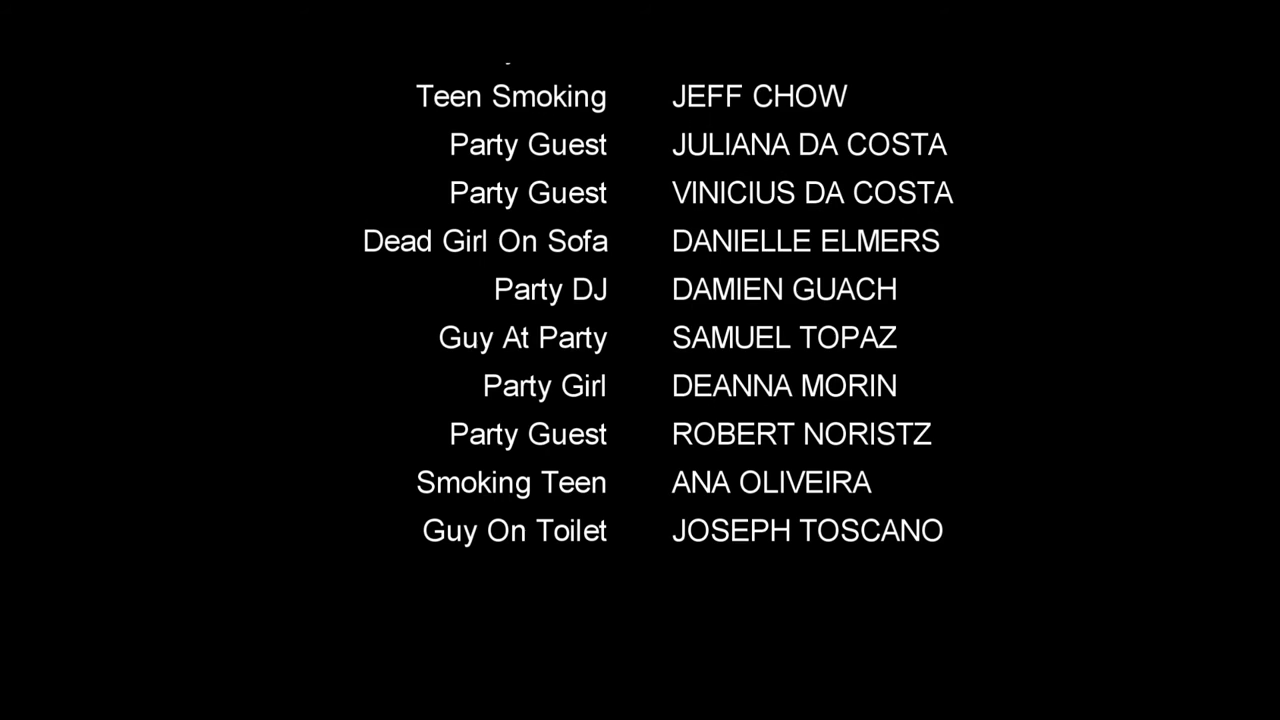 Teen Smoking JEFF CHOW
Party Guest JULIANA DA COSTA
Party Guest VINICIUS DA COSTA
Dead Girl On Sofa DANIELLE ELMERS
Party DJ DAMIEN GUACH
Guy At Party SAMUEL TOPAZ
Party Girl DEANNA MORIN
Party Guest ROBERT NORISTZ
Smoking Teen ANA OLIVEIRA
Guy On Toilet JOSEPH TOSCANO